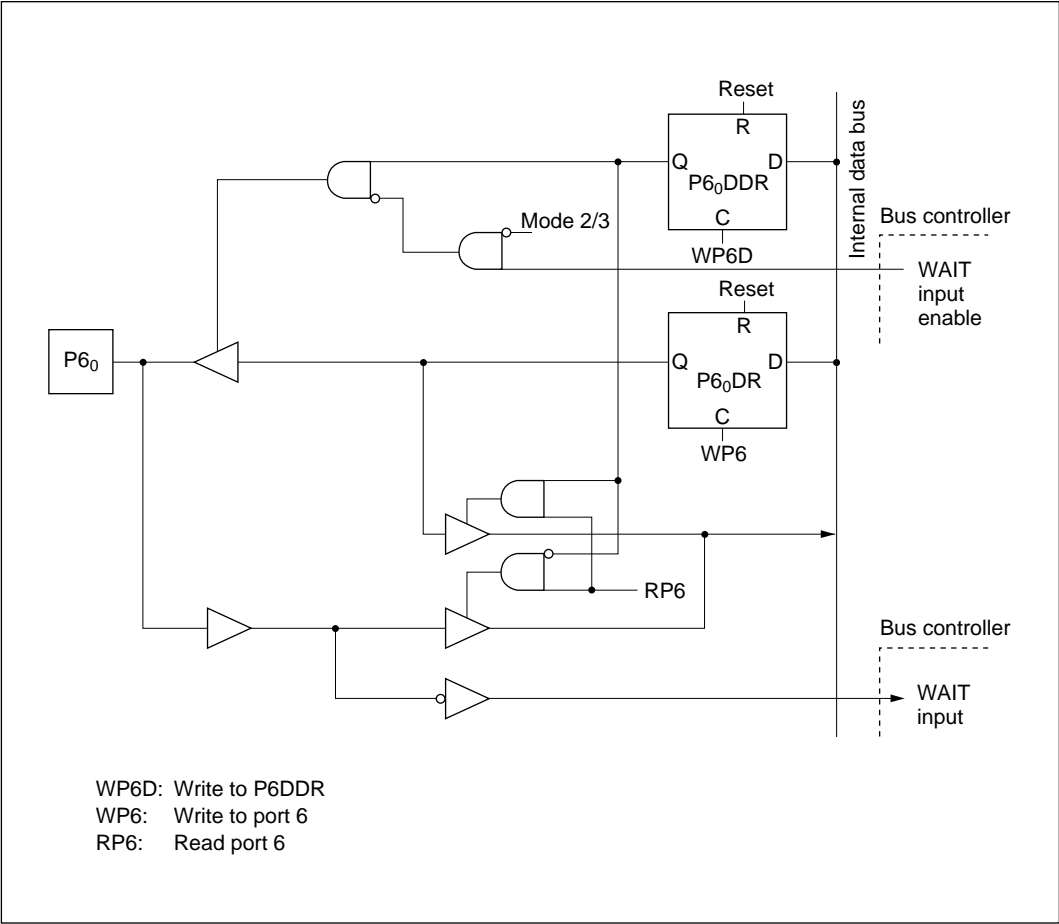 Reset
R
Q
D
P6₀DDR
C
WP6D
Internal data bus
Mode 2/3
Bus controller
WAIT
input
enable
Reset
R
Q
D
P6₀DR
C
WP6
P6₀
RP6
Bus controller
WAIT
input
WP6D: Write to P6DDR
WP6: Write to port 6
RP6: Read port 6